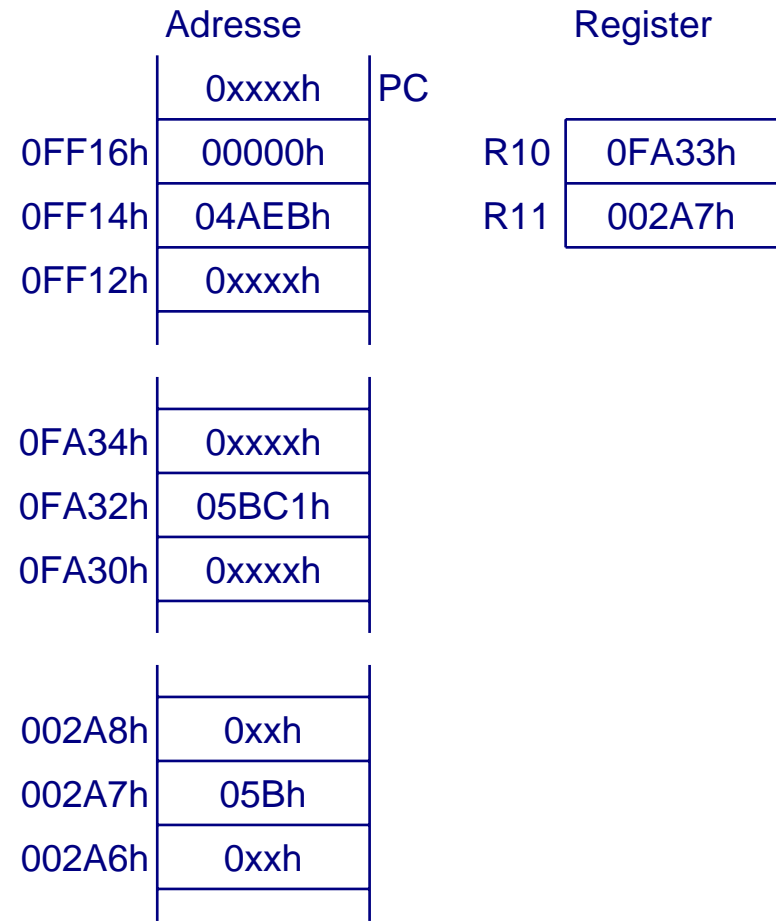 Adresse Register
0xxxxh PC
0FF16h 00000h R10 0FA33h
0FF14h 04AEBh R11 002A7h
0FF12h 0xxxxh
0FA34h 0xxxxh
0FA32h 05BC1h
0FA30h 0xxxxh
002A8h 0xxh
002A7h 05Bh
002A6h 0xxh